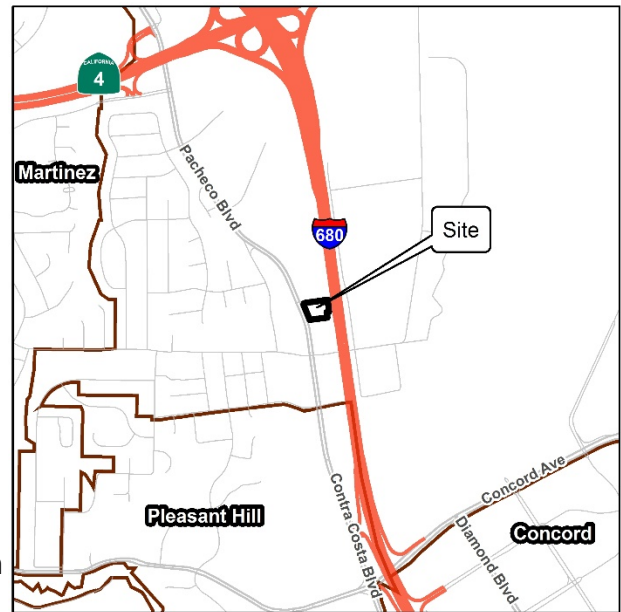 CALIFORNIA
4
Martinez
Pacheco Blvd
680
Site
Pleasant Hill
Contra Costa Blvd
Concord Ave
Diamond Blvd
Concord